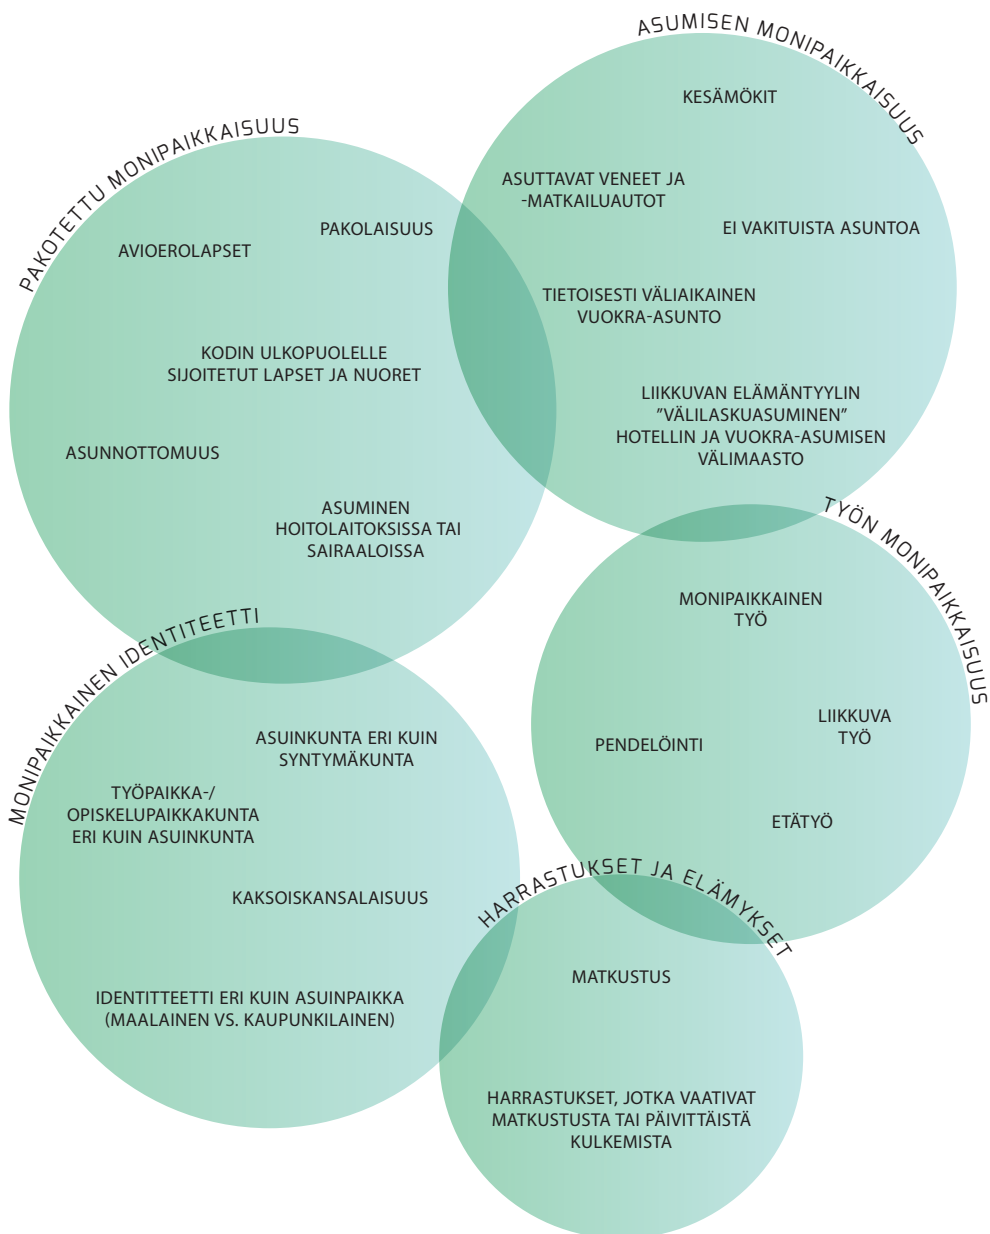 ASUMISEN MONIPAIKKAISUUS
KESÄMÖKIT
ASUTTAVAT VENEET JA
-MATKAILUAUTOT
EI VAKITUISTA ASUNTOA
TIETOISESTI VÄLIAIKAINEN
VUOKRA-ASUNTO
LIIKKUVAN ELÄMÄNTYYLIN
”VÄLILASKUASUMINEN”
HOTELLIN JA VUOKRA-ASUMISEN
VÄLIMAASTO
PAKOTETTU MONIPAIKKAISUUS
PAKOLAISUUS
AVIOEROLAPSET
KODIN ULKOPUOLELLE
SIJOITETUT LAPSET JA NUORET
ASUNNOTTOMUUS
ASUMINEN
HOITOLAITOKSISSA TAI
SAIRAALOISSA
TYÖN MONIPAIKKAISUUS
MONIPAIKKAINEN
TYÖ
LIIKKUVA
TYÖ
PENDELÖINTI
ETÄTYÖ
MONIPAIKKAINEN IDENTITEETTI
ASUINKUNTA ERI KUIN
SYNTYMÄKUNTA
TYÖPAIKKA-/
OPISKELUPAIKKAKUNTA
ERI KUIN ASUINKUNTA
KAKSOISKANSALAISUUS
IDENTITTEETTI ERI KUIN ASUINPAIKKA
(MAALAINEN VS. KAUPUNKILAINEN)
HARRASTUKSET JA ELÄMYKSET
MATKUSTUS
HARRASTUKSET, JOTKA VAATIVAT
MATKUSTUSTA TAI PÄIVITTÄISTÄ
KULKEMISTA